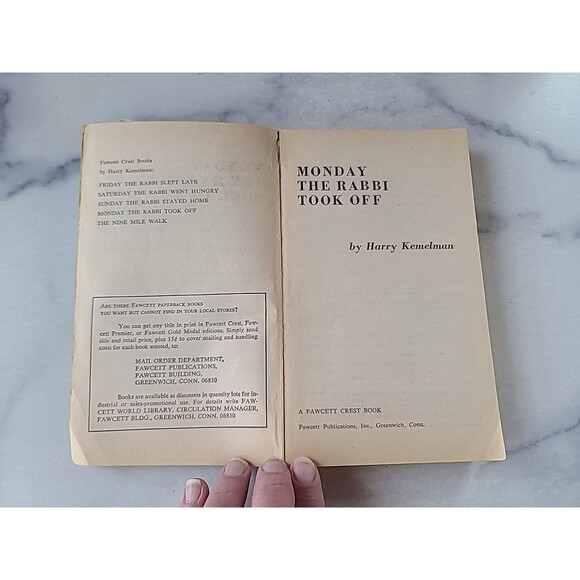 Fawcett Crest Books
by Harry Kemelman:
FRIDAY THE RABBI SLEPT LATE
SATURDAY THE RABBI WENT HUNGRY
SUNDAY THE RABBI STAYED HOME
MONDAY THE RABBI TOOK OFF
THE NINE MILE WALK
ARE THERE FAWCETT PAPERBACK BOOKS
YOU WANT BUT CANNOT FIND IN YOUR LOCAL STORES?
You can get any title in print in Fawcett Crest, Faw-
cett Premier, or Fawcett Gold Medal editions. Simply send
title and retail price, plus 15¢ to cover mailing and handling
costs for each book wanted, to:
MAIL ORDER DEPARTMENT,
FAWCETT PUBLICATIONS,
FAWCETT BUILDING,
GREENWICH, CONN. 06830
Books are available at discounts in quantity lots for in-
dustrial or sales-promotional use. For details write FAW-
CETT WORLD LIBRARY, CIRCULATION MANAGER,
FAWCETT BLDG., GREENWICH, CONN. 06830
MONDAY
THE RABBI
TOOK OFF
by Harry Kemelman
A FAWCETT CREST BOOK
Fawcett Publications, Inc., Greenwich, Conn.